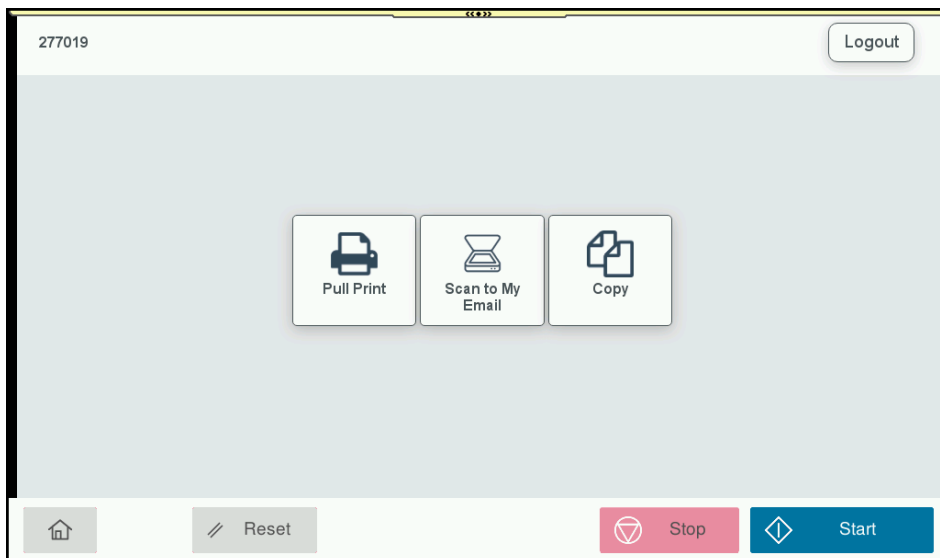 277019
Logout
Pull Print
Scan to My
Email
Copy
Reset
Stop
Start